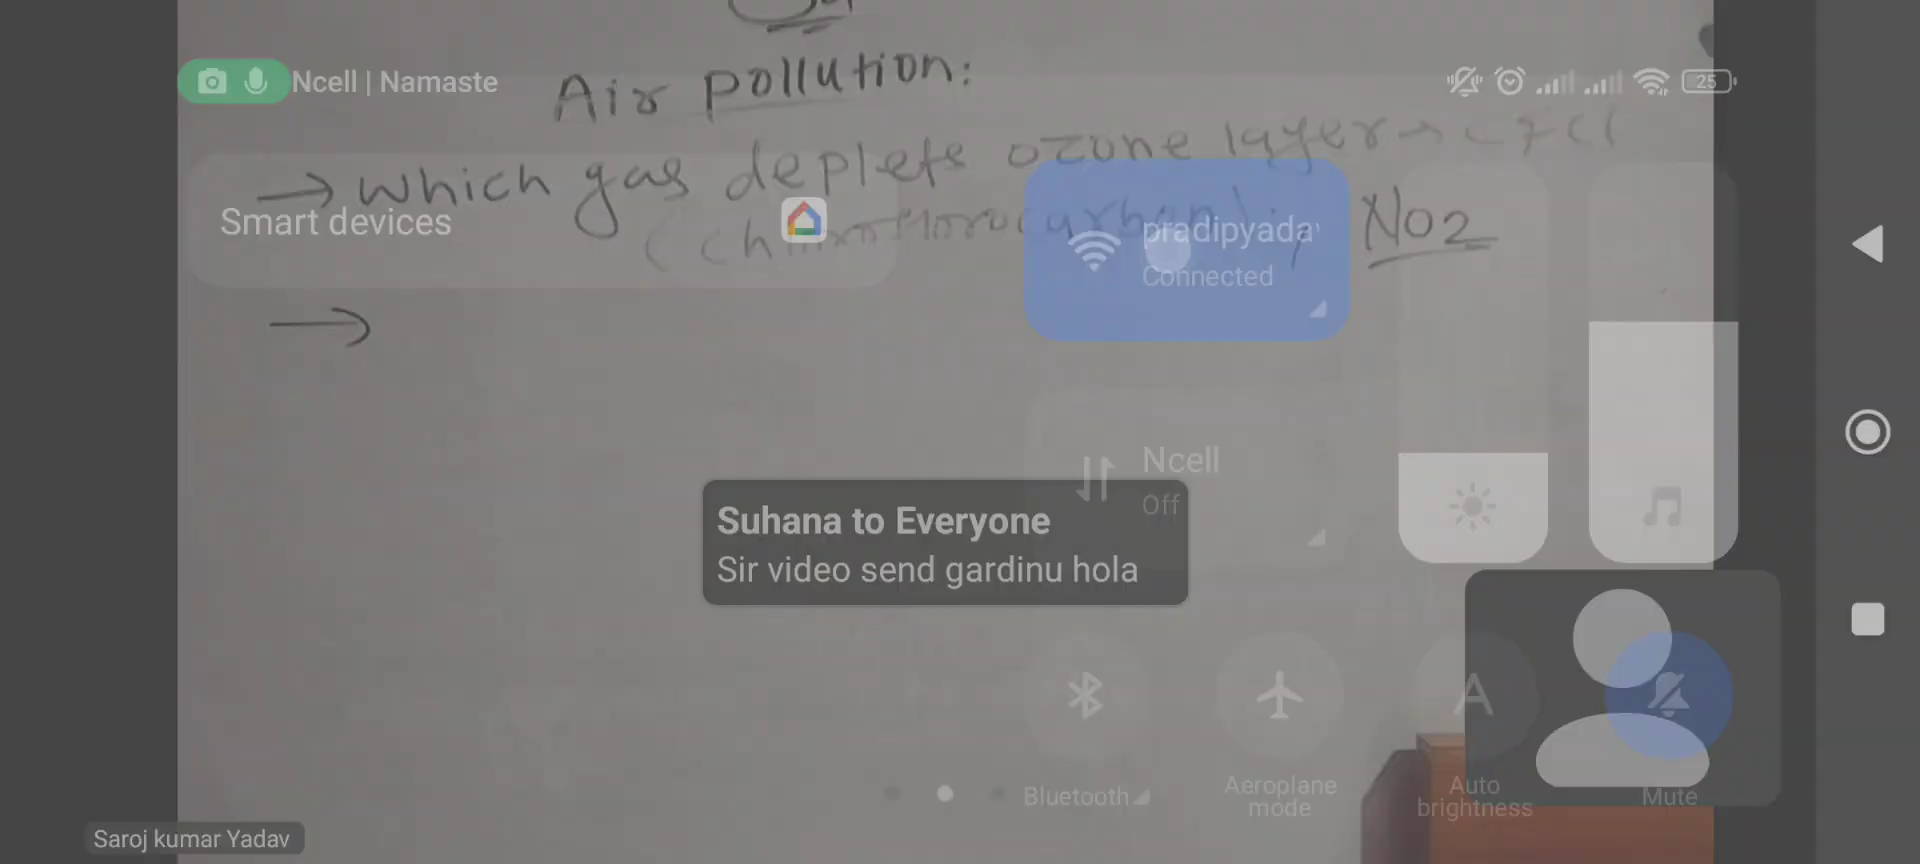 Air pollution:
Ncell | Namaste
25
→ Which gas deplets ozone layer →
NO2
Smart devices
pradipyada
Connected
→
Ncell
Off
Suhana to Everyone
Sir video send gardinu hola
Bluetooth
Aeroplane mode
Auto brightness
Mute
Saroj kumar Yadav